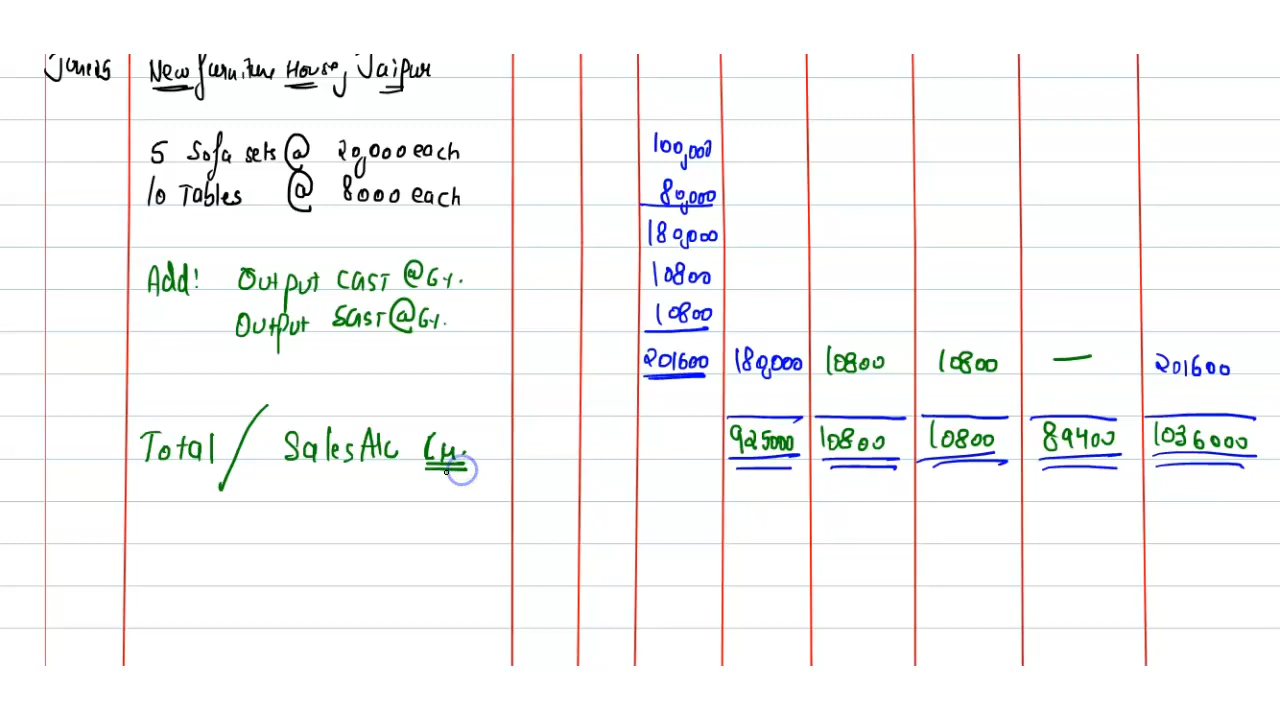 June25 New furniture House, Jaipur
5 Sofa sets @ 20,000 each 100,000
10 Tables @ 8000 each 80,000
180,000
Add: Output CGST @6%. 10800
Output SGST @6%. 10800
201600 180,000 10800 10800 — 201600
Total / Sales A/c Cr. 925000 10800 10800 89400 1036000